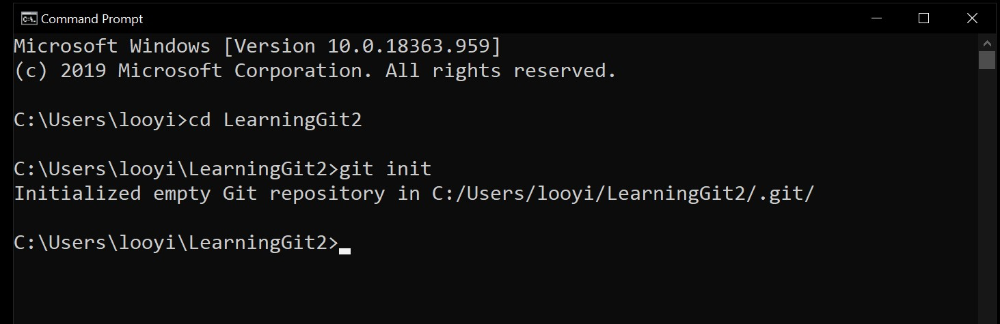 Command Prompt
Microsoft Windows [Version 10.0.18363.959]
(c) 2019 Microsoft Corporation. All rights reserved.
C:\Users\looyi>cd LearningGit2
C:\Users\looyi\LearningGit2>git init
Initialized empty Git repository in C:/Users/looyi/LearningGit2/.git/
C:\Users\looyi\LearningGit2>